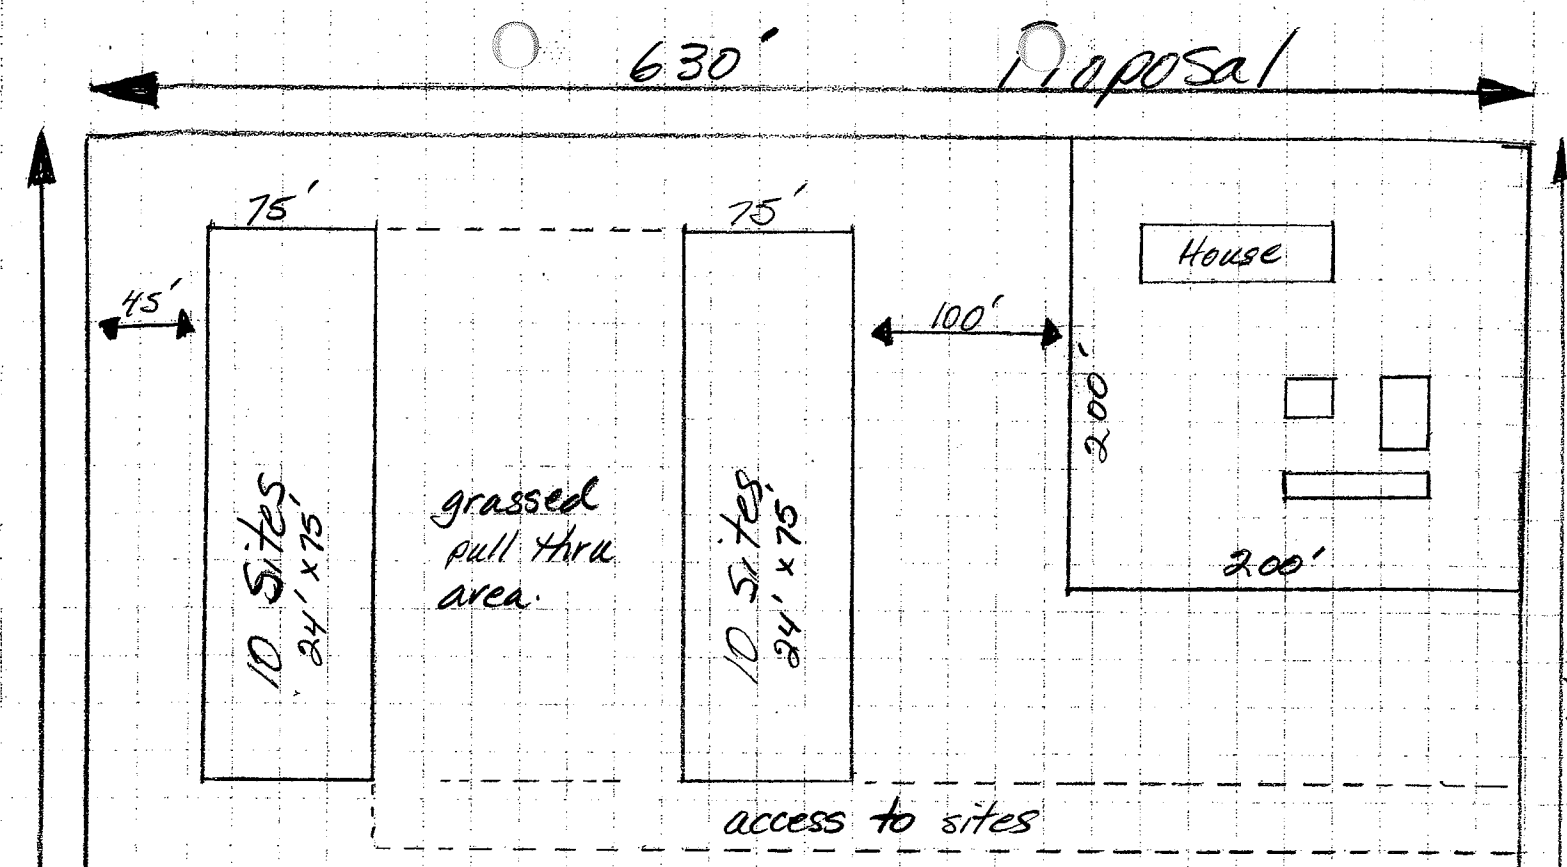 630' Proposal
75'
75'
House
45'
100'
200'
10 Sites
24' x 75'
grassed
pull thru
area.
10 Sites
24' x 75'
200'
access to sites